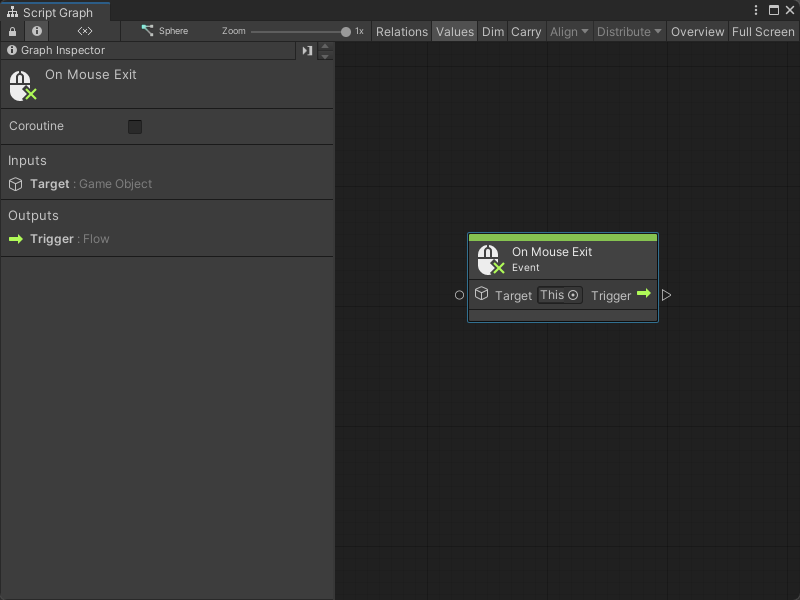 Script Graph
Sphere Zoom 1x Relations Values Dim Carry Align Distribute Overview Full Screen
Graph Inspector
On Mouse Exit
Coroutine
Inputs
Target : Game Object
Outputs
Trigger : Flow
On Mouse Exit
Event
Target This Trigger